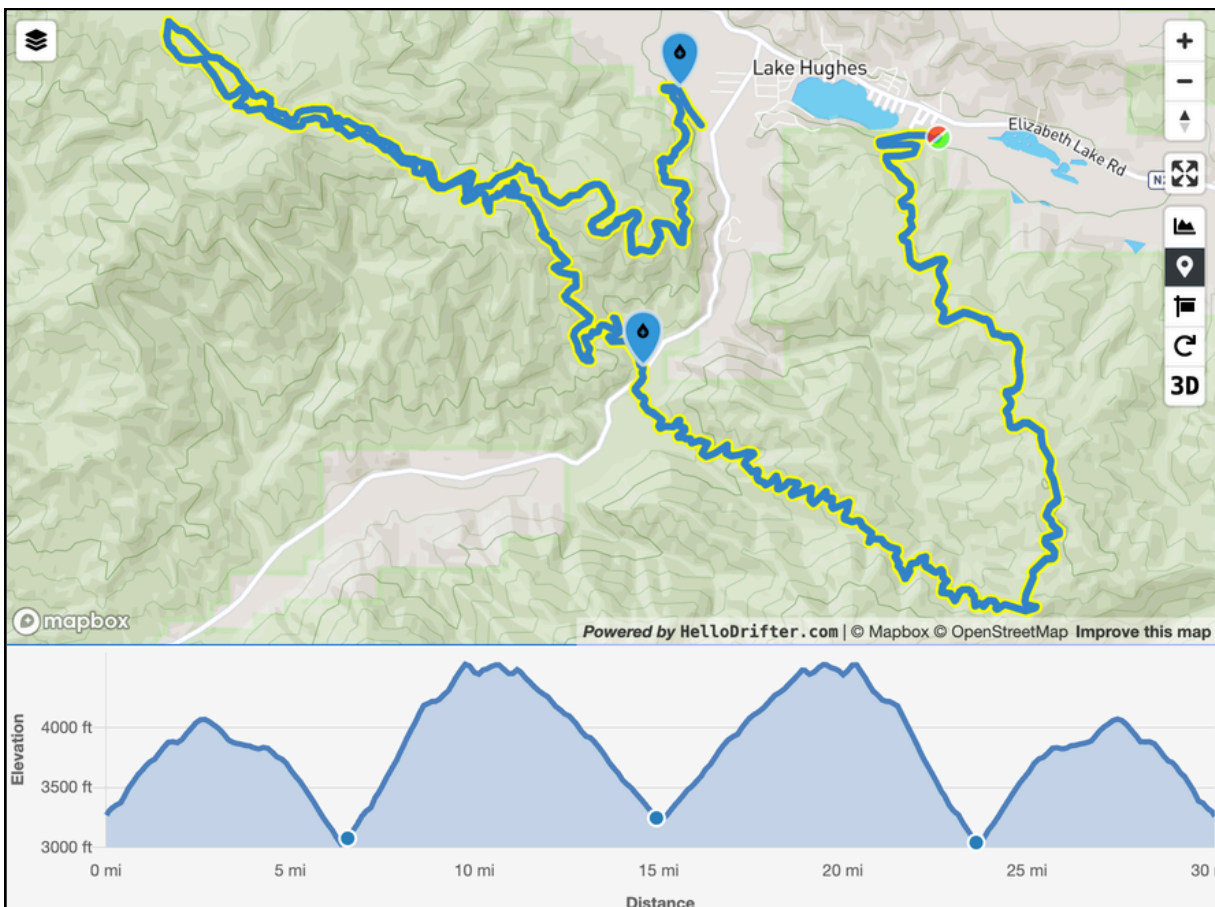 Lake Hughes
Elizabeth Lake Rd
N2
3D
mapbox
Powered by HelloDrifter.com | © Mapbox © OpenStreetMap Improve this map
Elevation
4000 ft
3500 ft
3000 ft
0 mi 5 mi 10 mi 15 mi 20 mi 25 mi 30
Distance